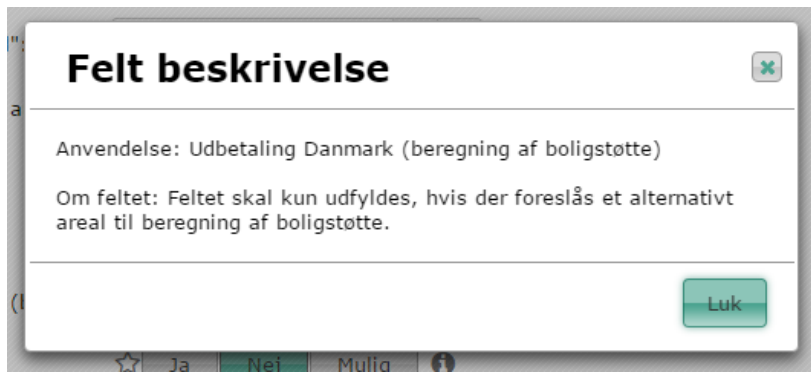 ":
Felt beskrivelse
a
Anvendelse: Udbetaling Danmark (beregning af boligstøtte)
Om feltet: Feltet skal kun udfyldes, hvis der foreslås et alternativt
areal til beregning af boligstøtte.
Luk
Ja Nej Mulig